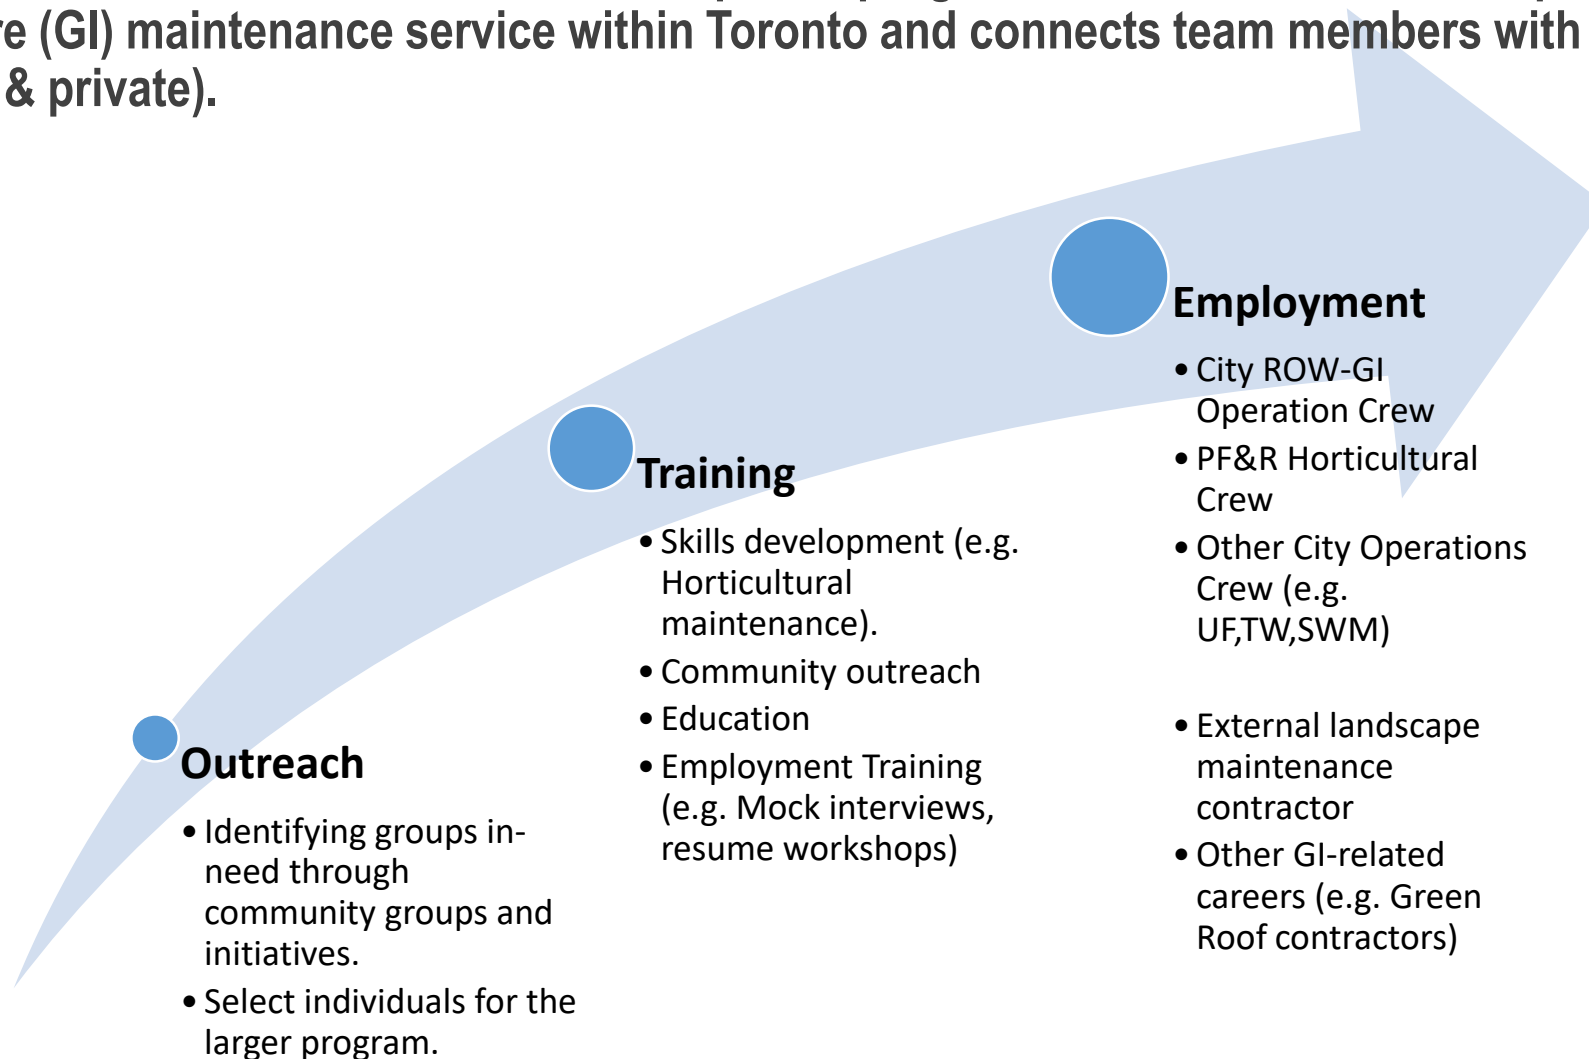 re (GI) maintenance service within Toronto and connects team members with
& private).
Employment
• City ROW-GI
Operation Crew
• PF&R Horticultural
Crew
• Other City Operations
Crew (e.g.
UF,TW,SWM)
• External landscape
maintenance
contractor
• Other GI-related
careers (e.g. Green
Roof contractors)
Training
• Skills development (e.g.
Horticultural
maintenance).
• Community outreach
• Education
• Employment Training
(e.g. Mock interviews,
resume workshops)
Outreach
• Identifying groups in-
need through
community groups and
initiatives.
• Select individuals for the
larger program.